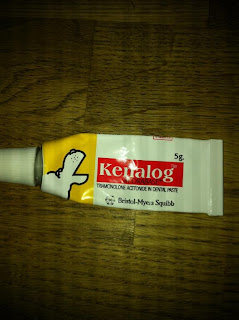 5g.
Kenalog
TRIAMCINOLONE ACETONIDE IN DENTAL PASTE
Bristol-Myers Squibb